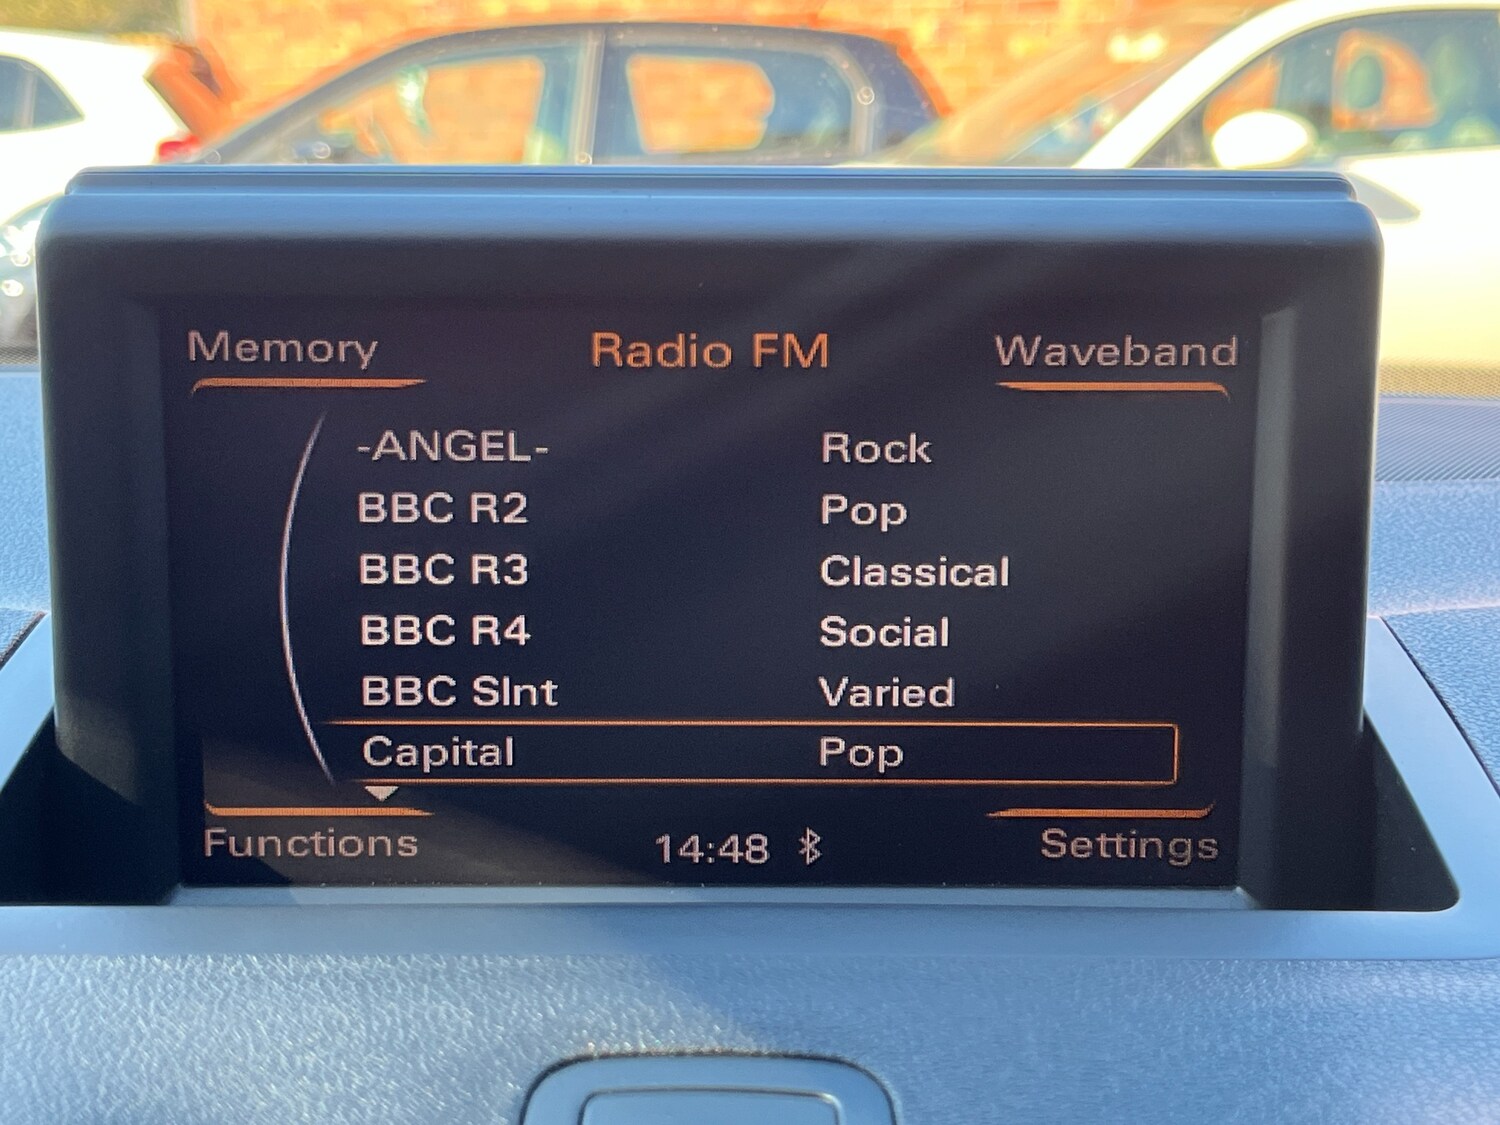 Memory Radio FM Waveband
-ANGEL- Rock
BBC R2 Pop
BBC R3 Classical
BBC R4 Social
BBC SInt Varied
Capital Pop
Functions 14:48 Settings